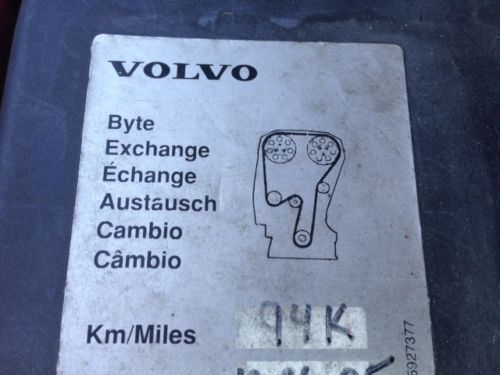 VOLVO
Byte
Exchange
Échange
Austausch
Cambio
Câmbio
Km/Miles 94K
5927377